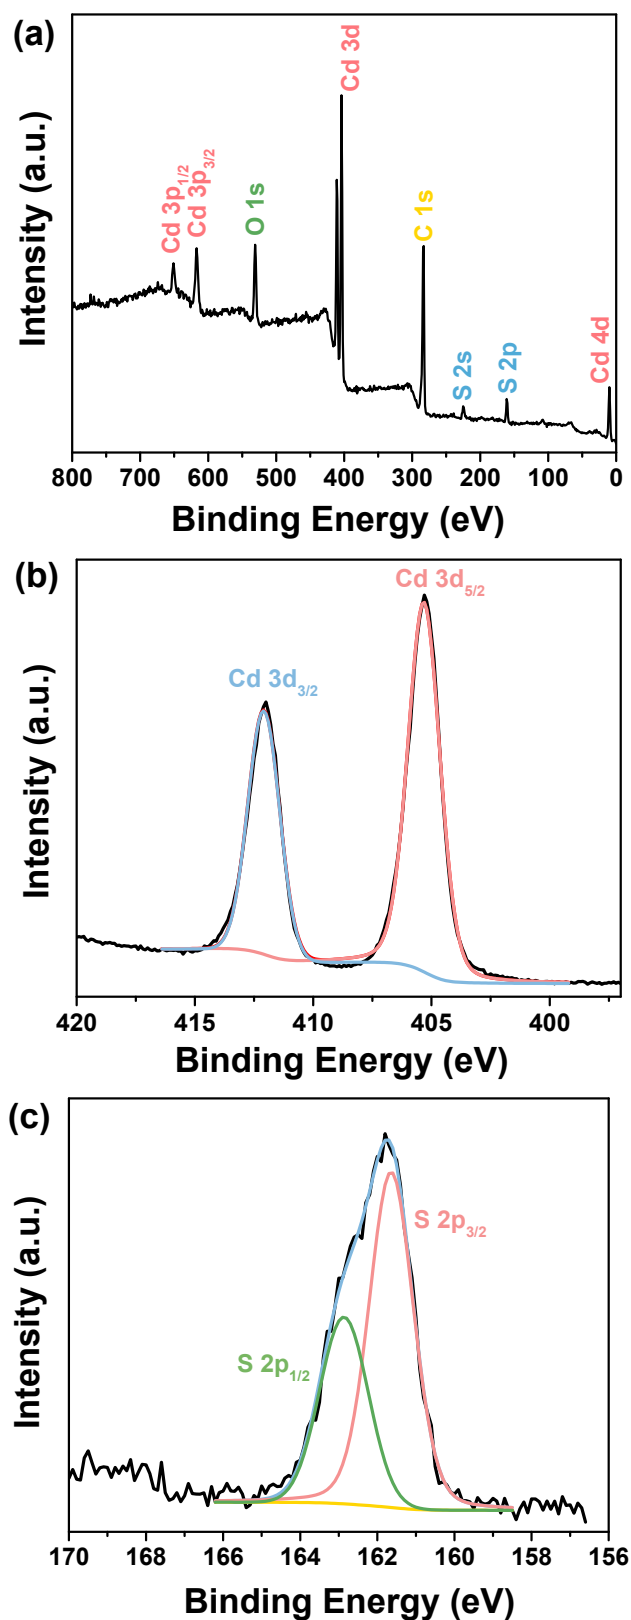 (a)
Intensity (a.u.)
Cd 3p1/2
Cd 3p3/2
O 1s
Cd 3d
C 1s
S 2s
S 2p
Cd 4d
800 700 600 500 400 300 200 100 0
Binding Energy (eV)
(b)
Intensity (a.u.)
Cd 3d5/2
Cd 3d3/2
420 415 410 405 400
Binding Energy (eV)
(c)
Intensity (a.u.)
S 2p3/2
S 2p1/2
170 168 166 164 162 160 158 156
Binding Energy (eV)